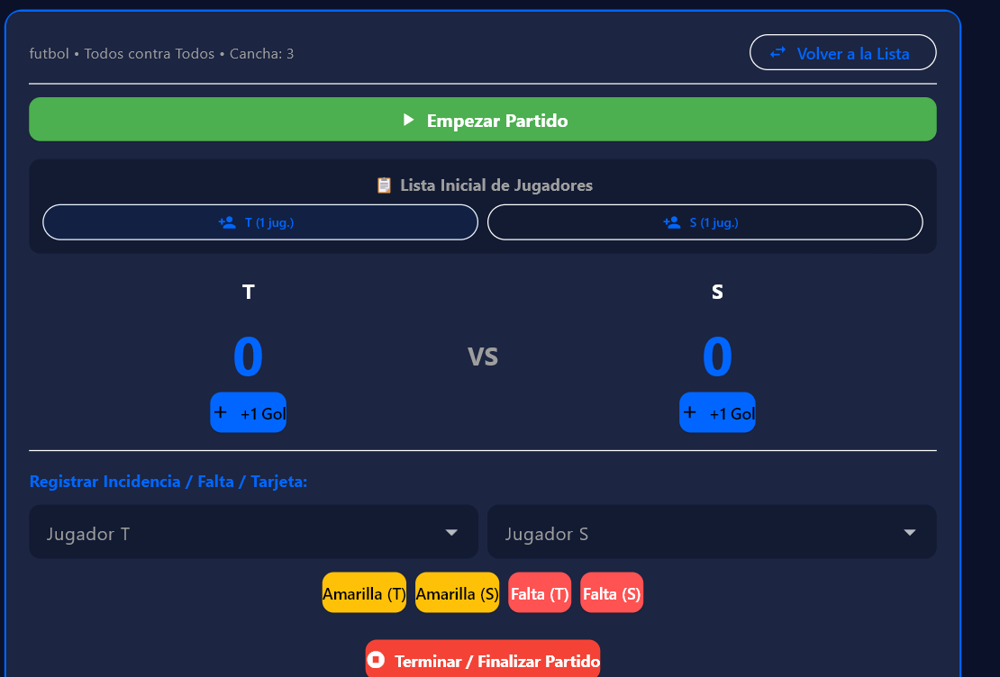 futbol • Todos contra Todos • Cancha: 3
Volver a la Lista
Empezar Partido
📋 Lista Inicial de Jugadores
T (1 jug.)
S (1 jug.)
T
S
0
VS
0
+ +1 Gol
+ +1 Gol
Registrar Incidencia / Falta / Tarjeta:
Jugador T
Jugador S
Amarilla (T)
Amarilla (S)
Falta (T)
Falta (S)
Terminar / Finalizar Partido